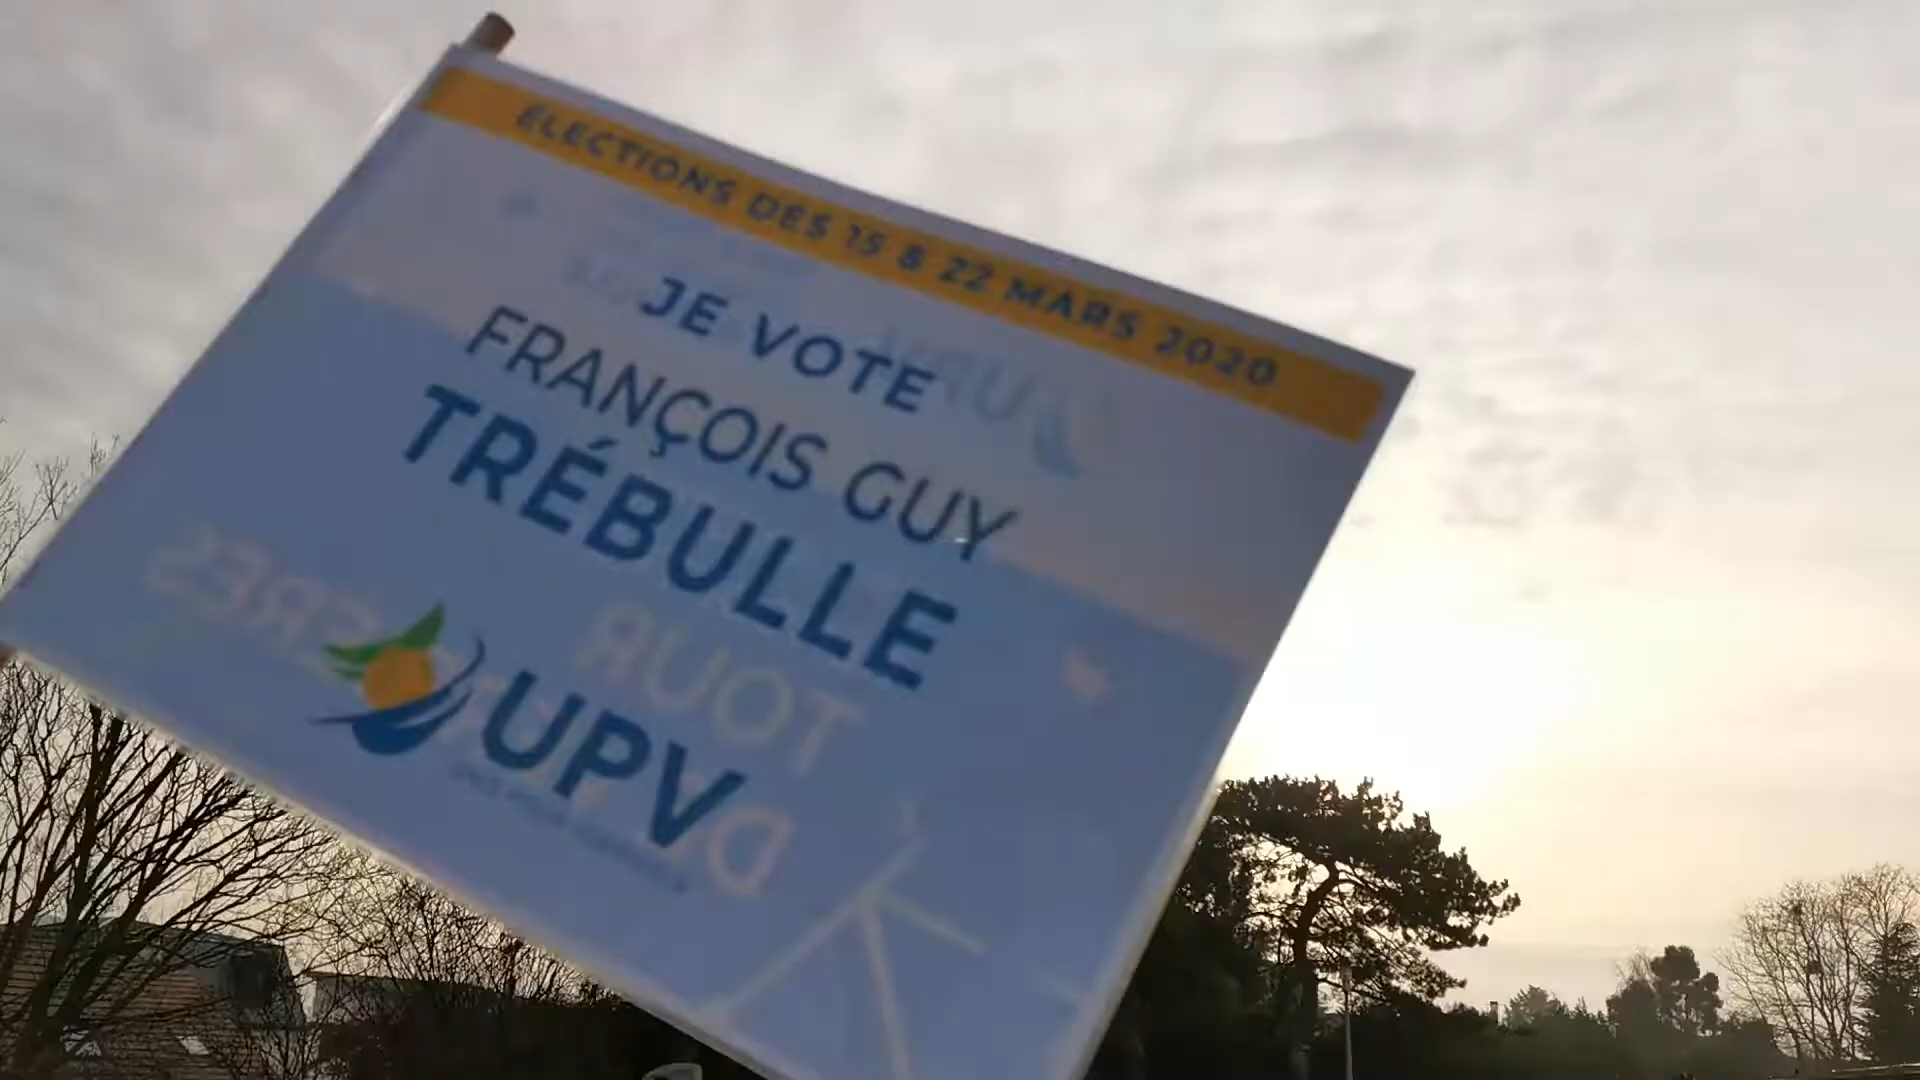 ÉLECTIONS DES 15 & 22 MARS 2020
JE VOTE
FRANÇOIS GUY
TRÉBULLE
UPV